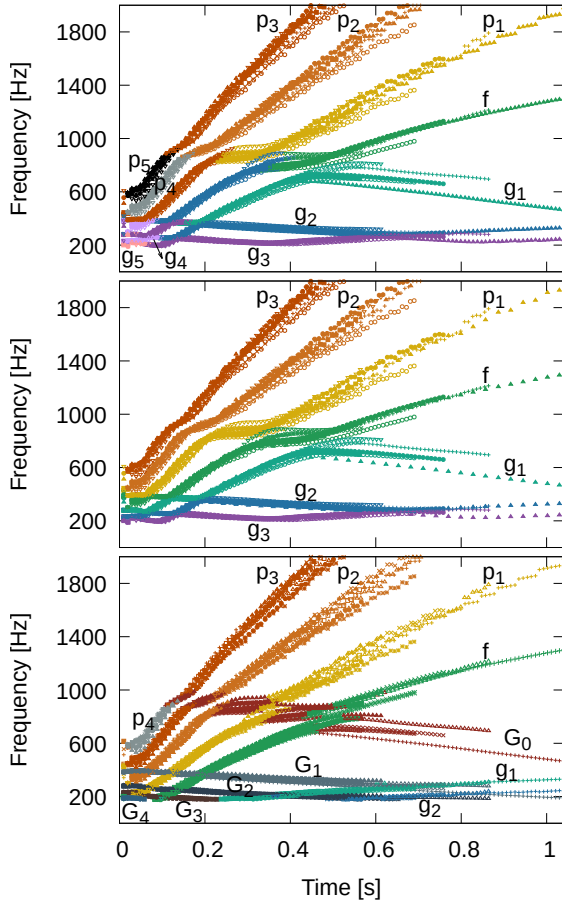 1800
1400
1000
600
200
Frequency [Hz]
p3
p2
p1
p5
p4
f
g1
g2
g3
g5
g4
1800
1400
1000
600
200
Frequency [Hz]
p3
p2
p1
f
g1
g2
g3
1800
1400
1000
600
200
Frequency [Hz]
p3
p2
p1
f
p4
G0
G1
g1
G2
G4
G3
g2
0 0.2 0.4 0.6 0.8 1
Time [s]